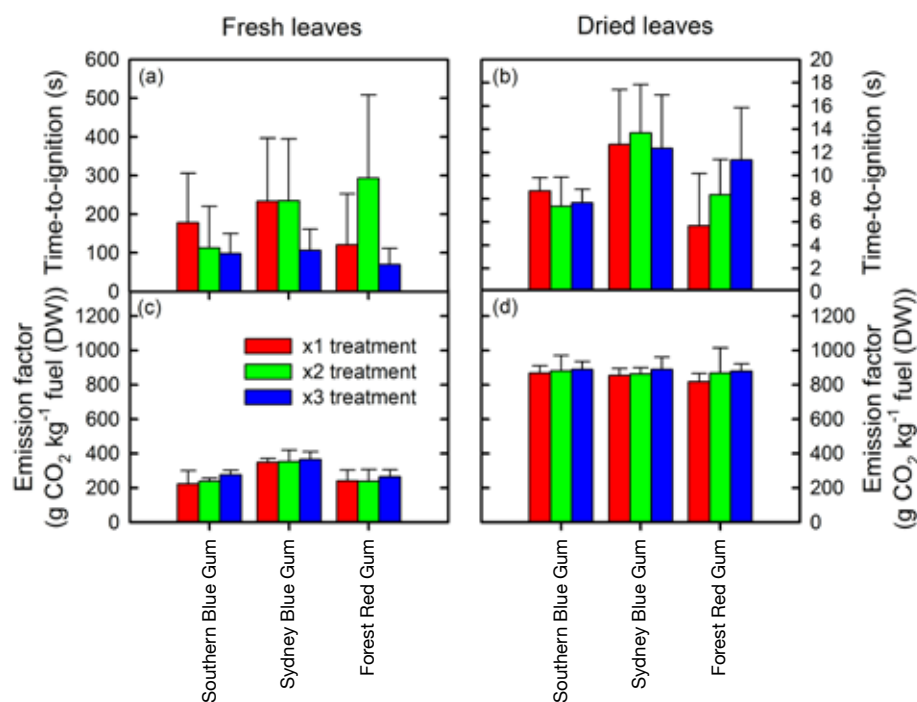 Fresh leaves
Dried leaves
Time-to-ignition (s)
600
500
400
300
200
100
0
(a)
(b)
20
18
16
14
12
10
8
6
4
2
0
Time-to-ignition (s)
Emission factor
(g CO₂ kg⁻¹ fuel (DW))
1200
1000
800
600
400
200
0
(c)
x1 treatment
x2 treatment
x3 treatment
(d)
1200
1000
800
600
400
200
0
Emission factor
(g CO₂ kg⁻¹ fuel (DW))
Southern Blue Gum
Sydney Blue Gum
Forest Red Gum
Southern Blue Gum
Sydney Blue Gum
Forest Red Gum